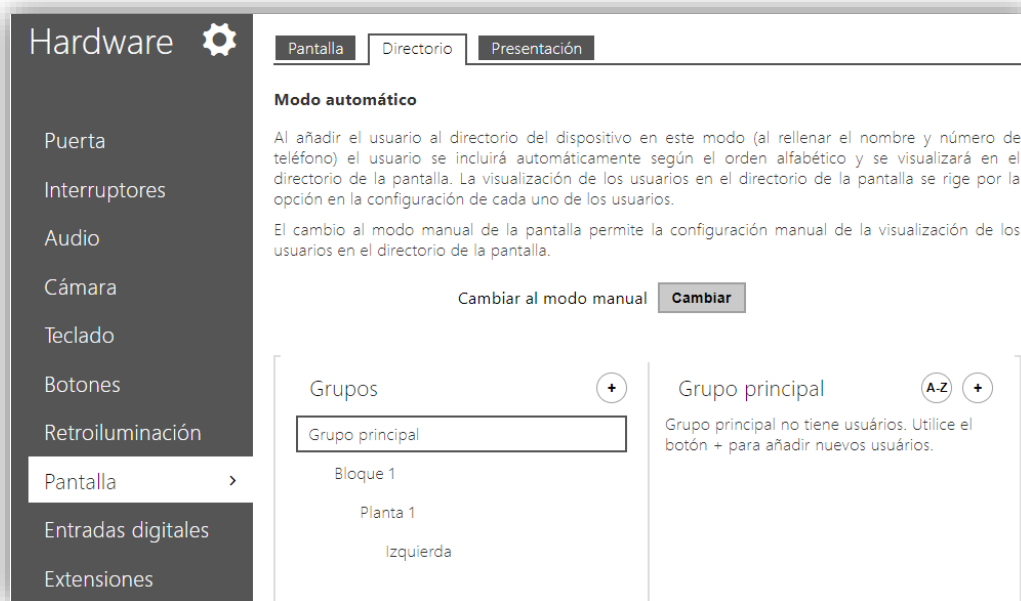 Hardware
Puerta
Interruptores
Audio
Cámara
Teclado
Botones
Retroiluminación
Pantalla >
Entradas digitales
Extensiones
Pantalla Directorio Presentación
Modo automático
Al añadir el usuario al directorio del dispositivo en este modo (al rellenar el nombre y número de
teléfono) el usuario se incluirá automáticamente según el orden alfabético y se visualizará en el
directorio de la pantalla. La visualización de los usuarios en el directorio de la pantalla se rige por la
opción en la configuración de cada uno de los usuarios.
El cambio al modo manual de la pantalla permite la configuración manual de la visualización de los
usuarios en el directorio de la pantalla.
Cambiar al modo manual Cambiar
Grupos +
Grupo principal
Bloque 1
Planta 1
Izquierda
Grupo principal A-Z +
Grupo principal no tiene usuários. Utilice el
botón + para añadir nuevos usuários.